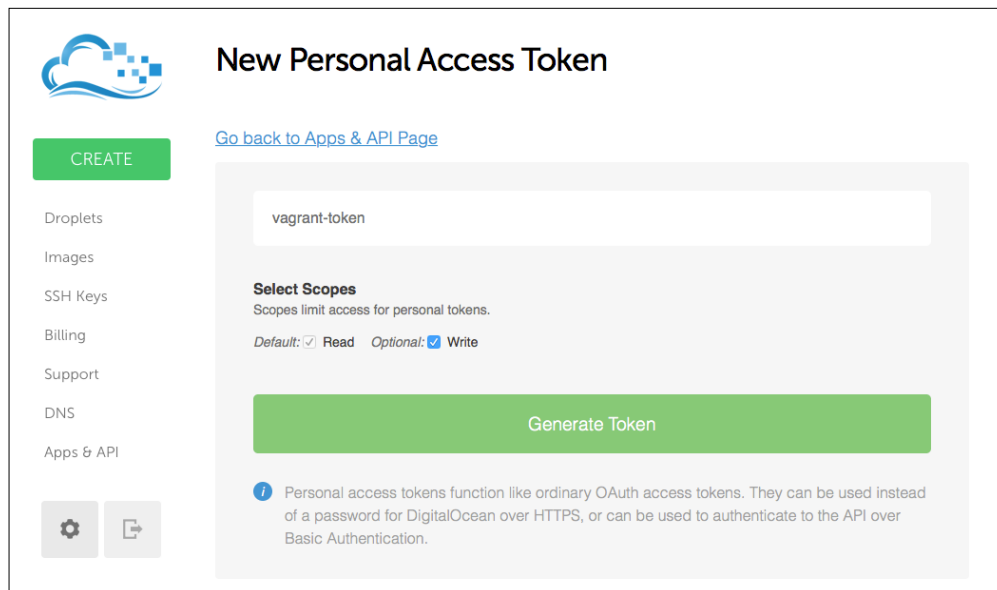 New Personal Access Token
Go back to Apps & API Page
CREATE
Droplets
Images
SSH Keys
Billing
Support
DNS
Apps & API
vagrant-token
Select Scopes
Scopes limit access for personal tokens.
Default: Read Optional: Write
Generate Token
Personal access tokens function like ordinary OAuth access tokens. They can be used instead
of a password for DigitalOcean over HTTPS, or can be used to authenticate to the API over
Basic Authentication.